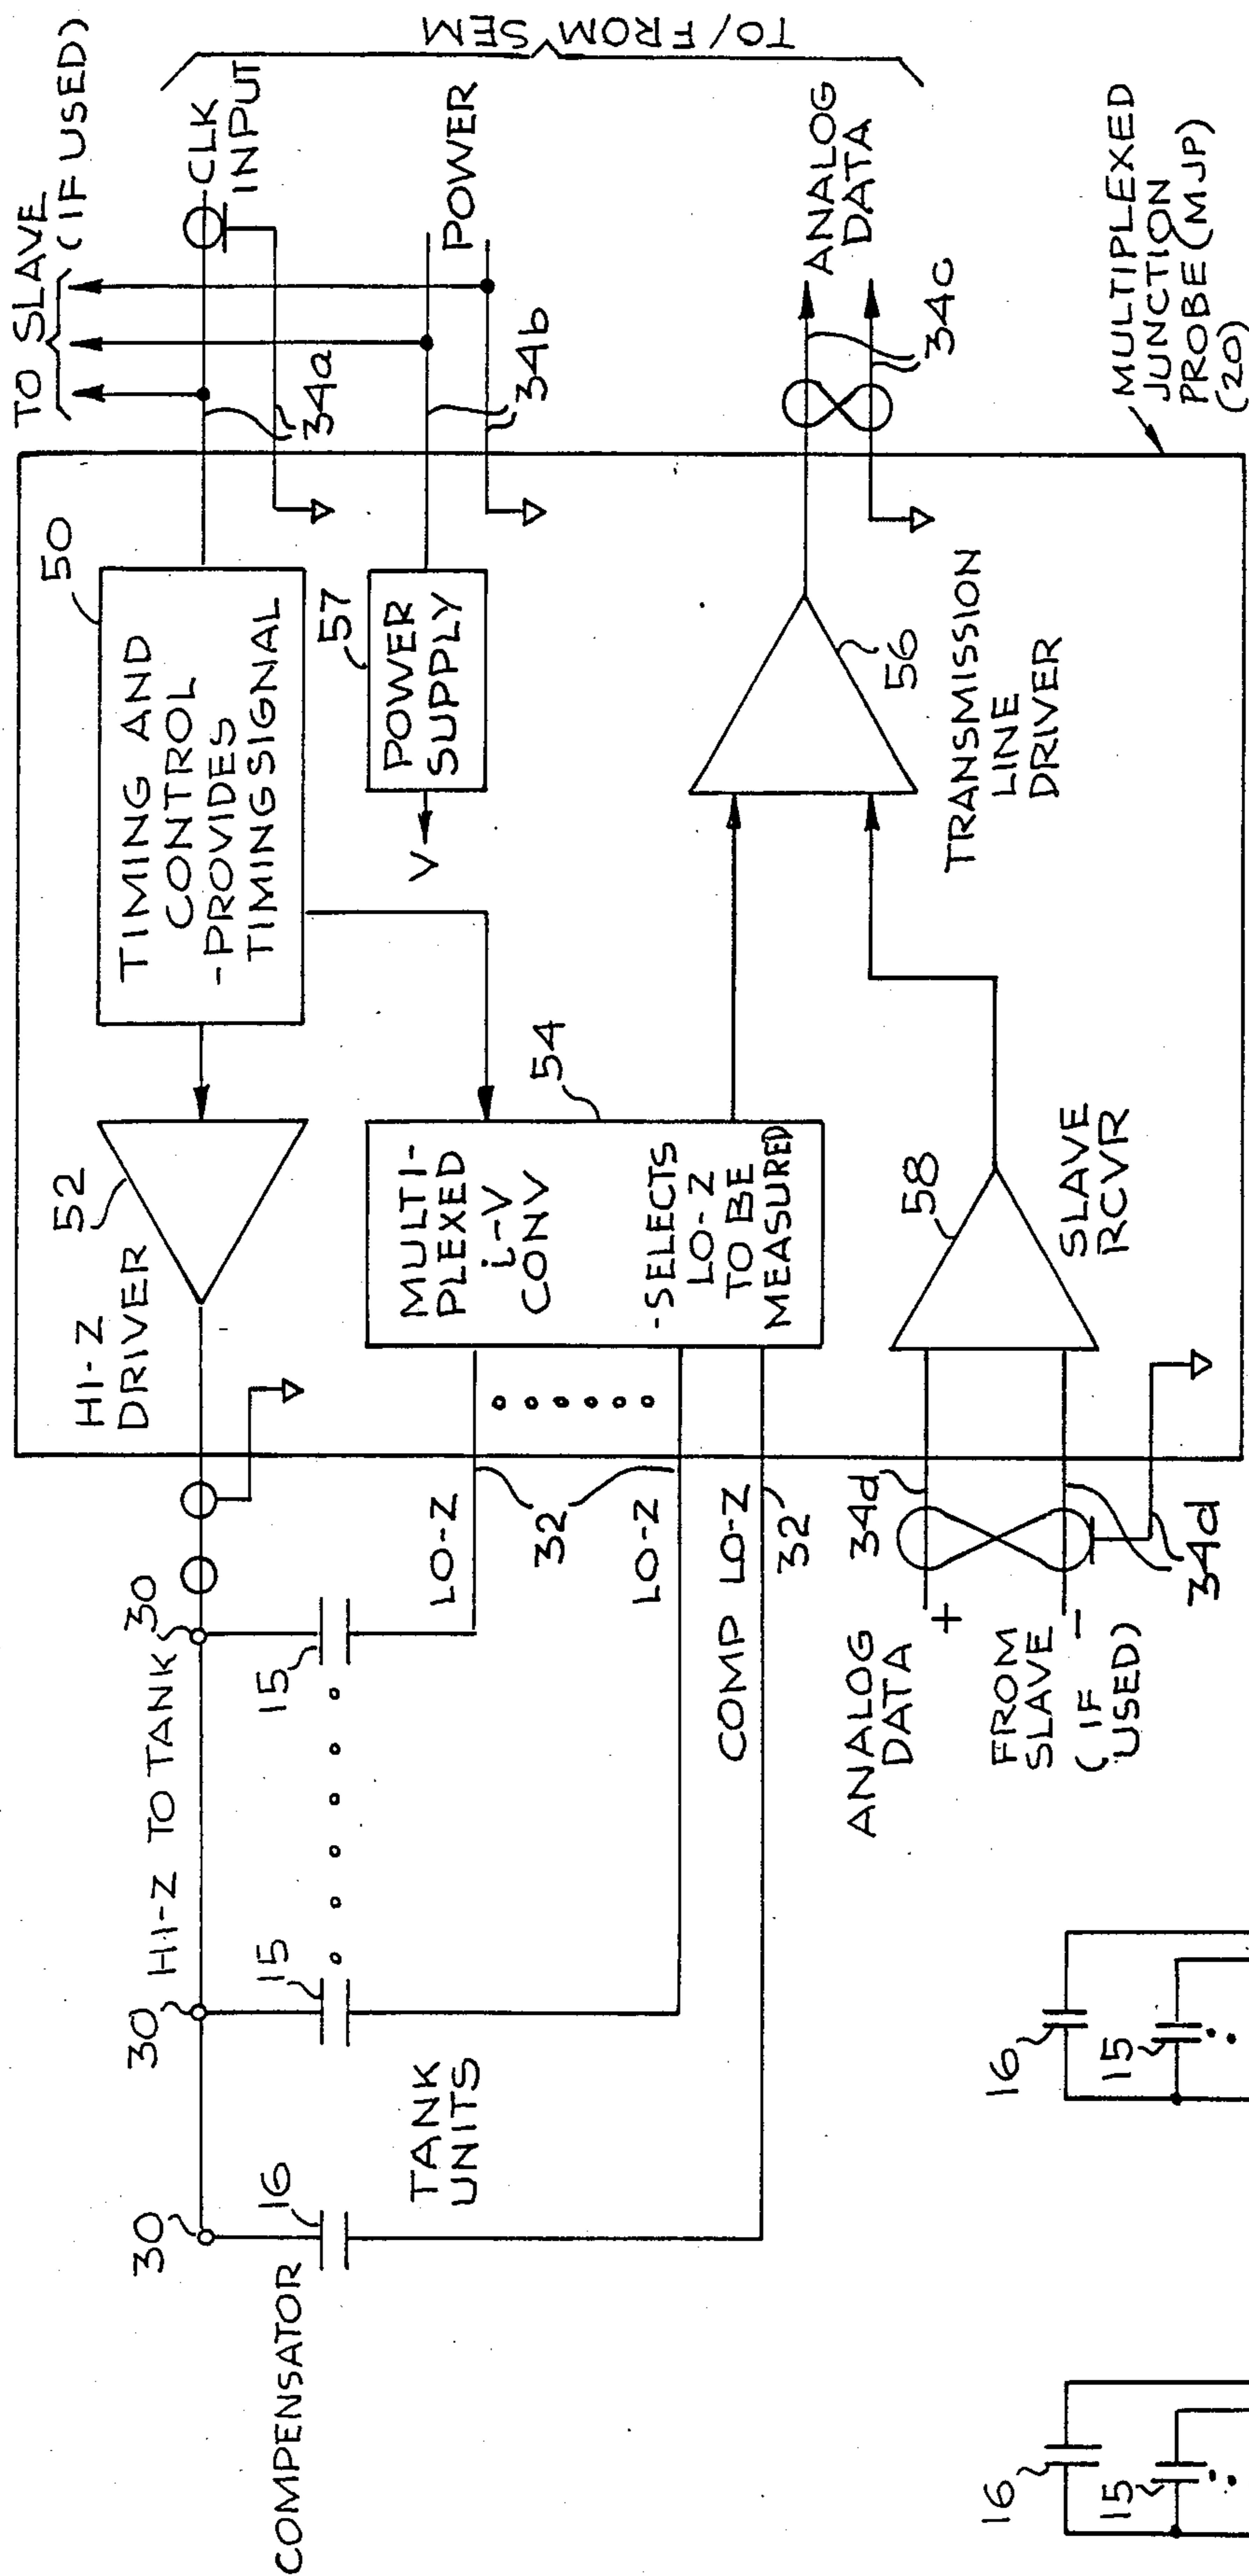 TO SLAVE
(IF USED)
CLK
INPUT
POWER
TO/FROM SEM
ANALOG
DATA
34a
34b
34c
MULTIPLEXED
JUNCTION
PROBE (MJP)
(20)
50
TIMING AND
CONTROL
-PROVIDES
TIMING SIGNAL
57
POWER
SUPPLY
V
56
TRANSMISSION
LINE
DRIVER
52
HI-Z
DRIVER
54
MULTI-
PLEXED
i-V
CONV
-SELECTS
LO-Z
TO BE
MEASURED
58
SLAVE
RCVR
30
HI-Z TO TANK
30
30
15
15
16
COMPENSATOR
TANK
UNITS
LO-Z
32
LO-Z
COMP LO-Z
32
34d
34d
ANALOG
DATA
+
FROM
SLAVE -
(IF
USED)
16
15
16
15